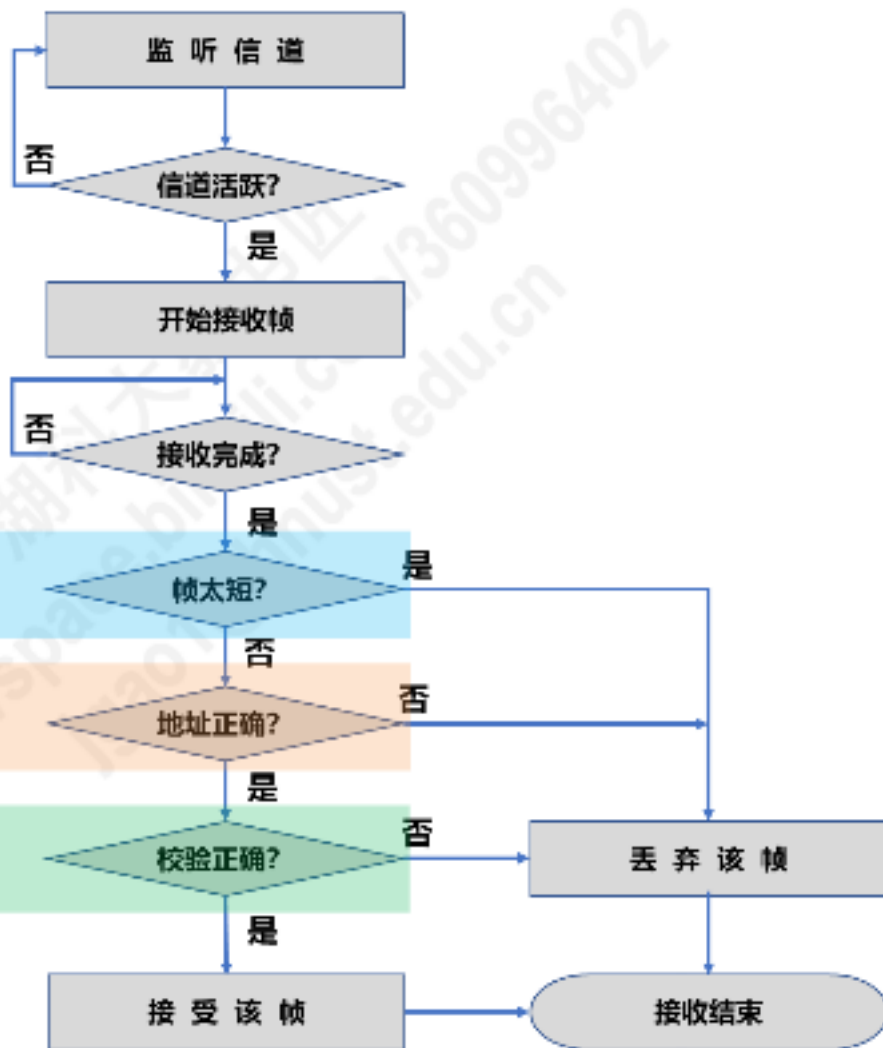 监 听 信 道
否
信道活跃?
是
开始接收帧
否
接收完成?
是
帧太短?
是
否
地址正确?
否
是
校验正确?
否
丢 弃 该 帧
是
接 受 该 帧
接收结束